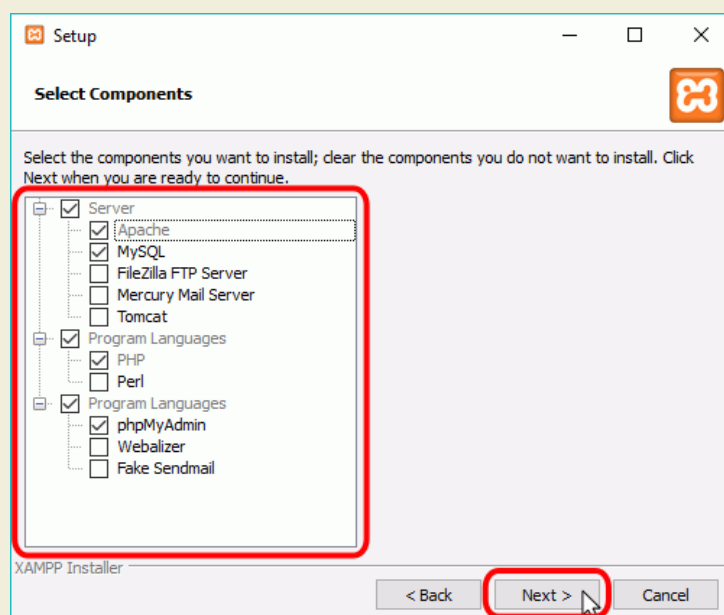 Setup
Select Components
Select the components you want to install; clear the components you do not want to install. Click
Next when you are ready to continue.
Server
Apache
MySQL
FileZilla FTP Server
Mercury Mail Server
Tomcat
Program Languages
PHP
Perl
Program Languages
phpMyAdmin
Webalizer
Fake Sendmail
XAMPP Installer
< Back
Next >
Cancel